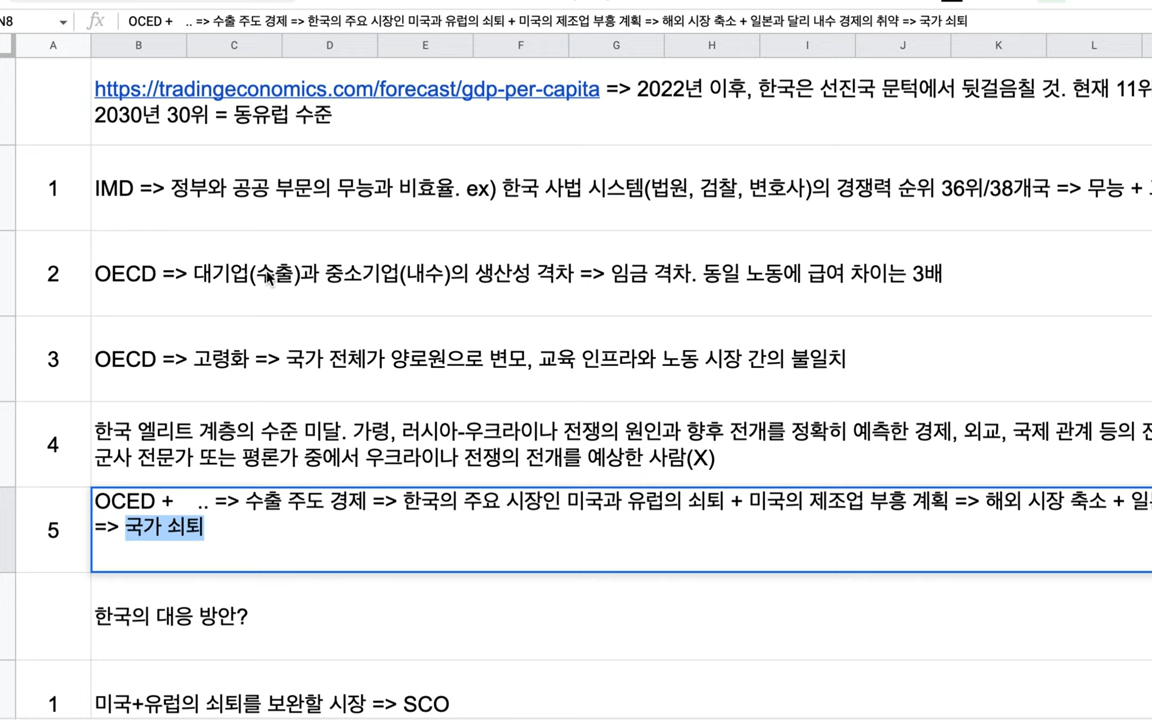 N8
fx
OCED + .. => 수출 주도 경제 => 한국의 주요 시장인 미국과 유럽의 쇠퇴 + 미국의 제조업 부흥 계획 => 해외 시장 축소 + 일본과 달리 내수 경제의 취약 => 국가 쇠퇴
A B C D E F G H I J K L
https://tradingeconomics.com/forecast/gdp-per-capita => 2022년 이후, 한국은 선진국 문턱에서 뒷걸음칠 것. 현재 11위
2030년 30위 = 동유럽 수준
1 IMD => 정부와 공공 부문의 무능과 비효율. ex) 한국 사법 시스템(법원, 검찰, 변호사)의 경쟁력 순위 36위/38개국 => 무능 +
2 OECD => 대기업(수출)과 중소기업(내수)의 생산성 격차 => 임금 격차. 동일 노동에 급여 차이는 3배
3 OECD => 고령화 => 국가 전체가 양로원으로 변모, 교육 인프라와 노동 시장 간의 불일치
한국 엘리트 계층의 수준 미달. 가령, 러시아-우크라이나 전쟁의 원인과 향후 전개를 정확히 예측한 경제, 외교, 국제 관계 등의
4 군사 전문가 또는 평론가 중에서 우크라이나 전쟁의 전개를 예상한 사람(X)
OCED + .. => 수출 주도 경제 => 한국의 주요 시장인 미국과 유럽의 쇠퇴 + 미국의 제조업 부흥 계획 => 해외 시장 축소 + 일
5 => 국가 쇠퇴
한국의 대응 방안?
1 미국+유럽의 쇠퇴를 보완할 시장 => SCO